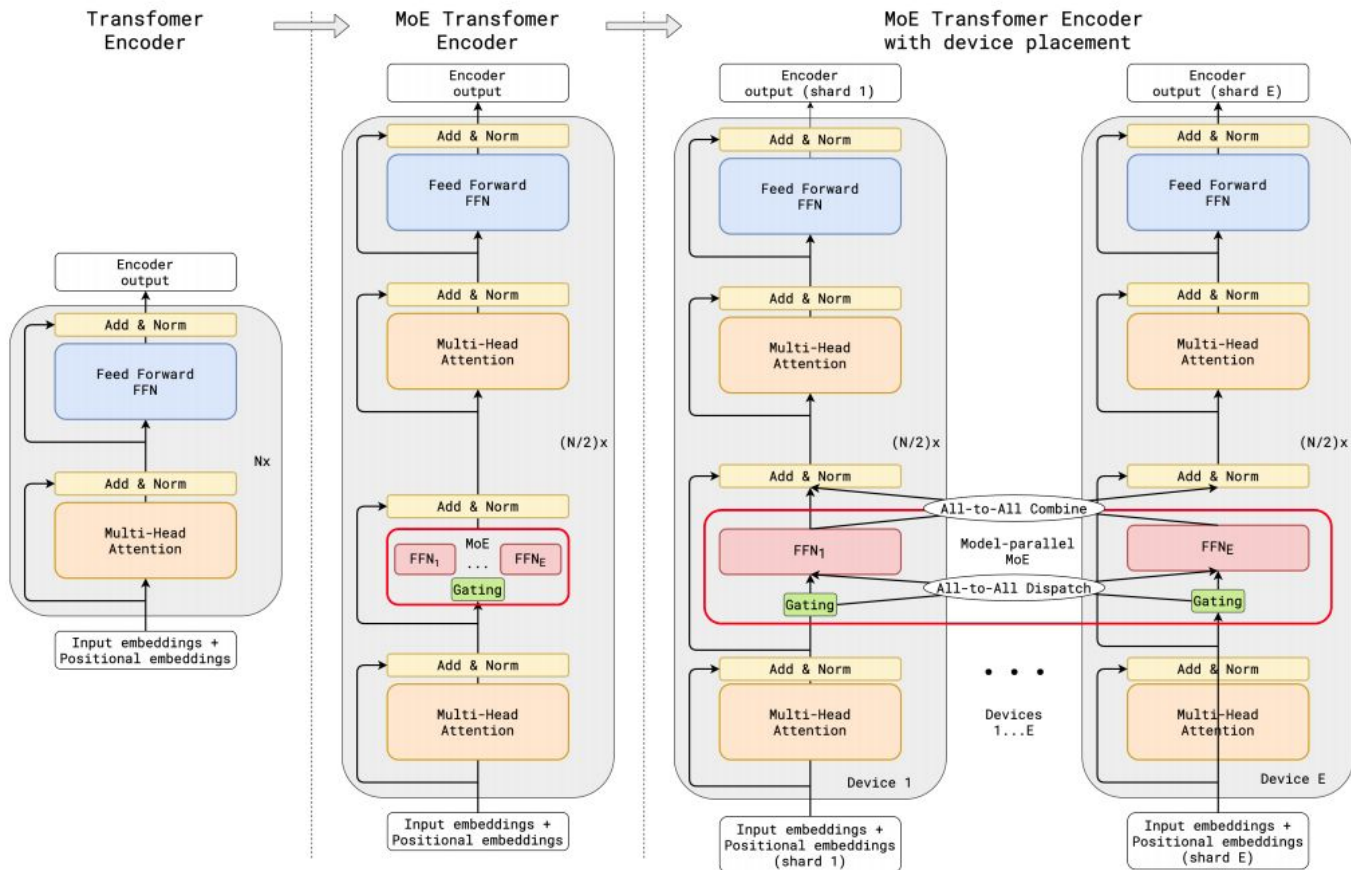 Transfomer
Encoder
Encoder
output
Add & Norm
Feed Forward
FFN
Nx
Add & Norm
Multi-Head
Attention
Input embeddings +
Positional embeddings
MoE Transfomer
Encoder
Encoder
output
Add & Norm
Feed Forward
FFN
Add & Norm
Multi-Head
Attention
(N/2)x
Add & Norm
MoE
FFN₁ ... FFN_E
Gating
Add & Norm
Multi-Head
Attention
Input embeddings +
Positional embeddings
MoE Transfomer Encoder
with device placement
Encoder
output (shard 1)
Add & Norm
Feed Forward
FFN
Add & Norm
Multi-Head
Attention
(N/2)x
Add & Norm
FFN₁
Gating
Add & Norm
Multi-Head
Attention
Device 1
Input embeddings +
Positional embeddings
(shard 1)
All-to-All Combine
Model-parallel
MoE
All-to-All Dispatch
Devices
1...E
Encoder
output (shard E)
Add & Norm
Feed Forward
FFN
Add & Norm
Multi-Head
Attention
(N/2)x
Add & Norm
FFN_E
Gating
Add & Norm
Multi-Head
Attention
Device E
Input embeddings +
Positional embeddings
(shard E)